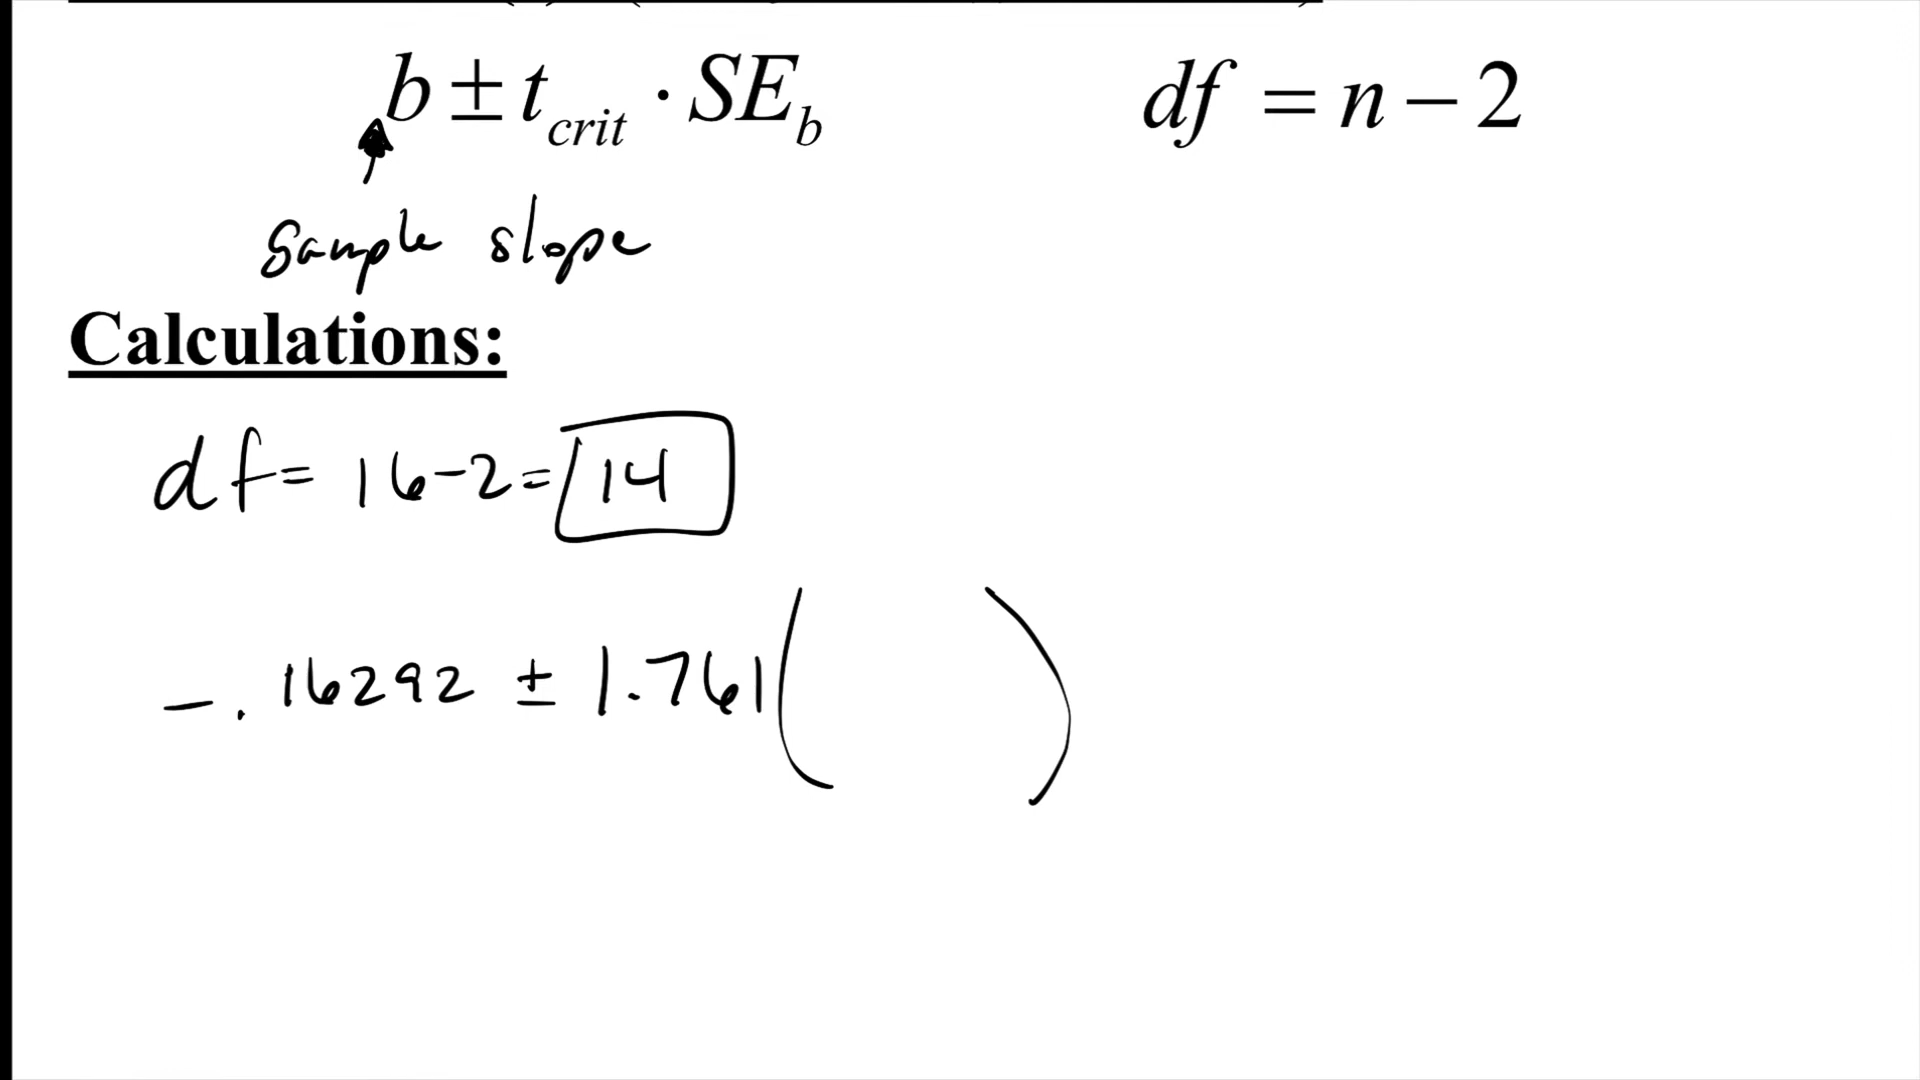 b ± t_crit · SE_b    df = n − 2
sample slope
Calculations:
df = 16-2 = 14
-.16292 ± 1.761(    )